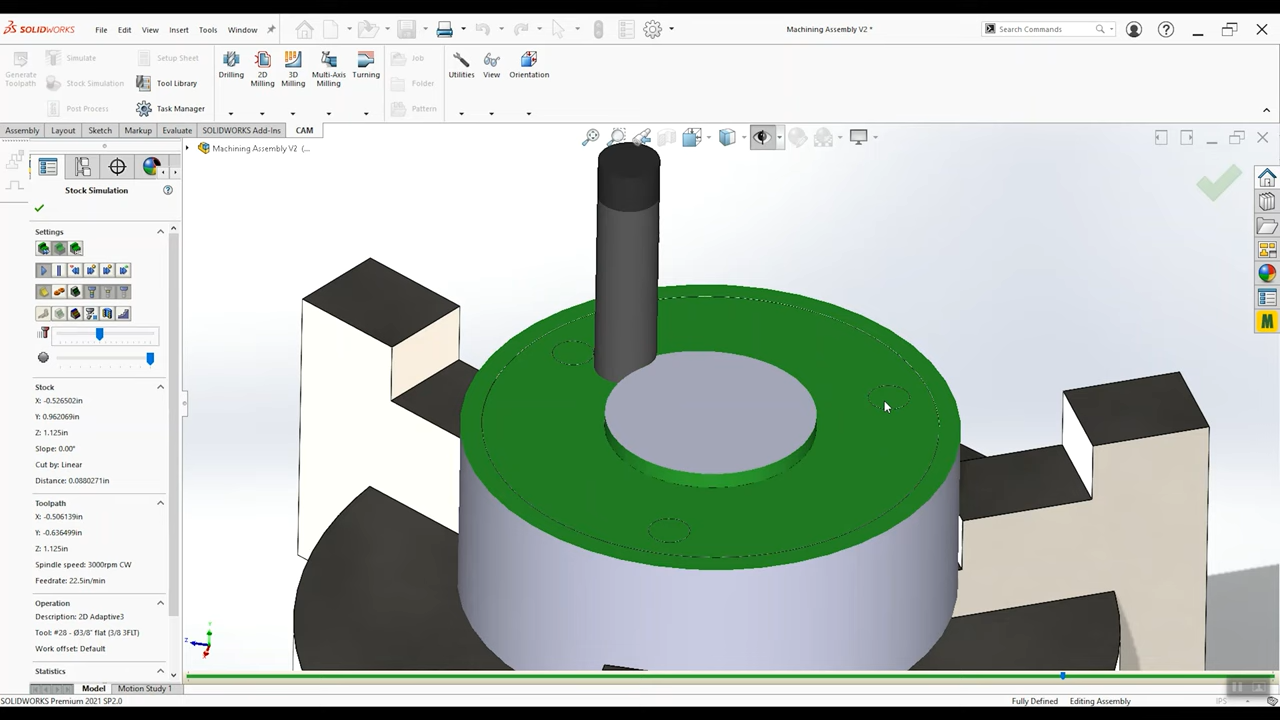 SOLIDWORKS File Edit View Insert Tools Window
Machining Assembly V2 *
Search Commands
Generate Toolpath
Simulate
Stock Simulation
Post Process
Setup Sheet
Tool Library
Task Manager
Drilling
2D Milling
3D Milling
Multi-Axis Milling
Turning
Job
Folder
Pattern
Utilities
View
Orientation
Assembly Layout Sketch Markup Evaluate SOLIDWORKS Add-Ins CAM
Machining Assembly V2 (...
Stock Simulation
Settings
Stock
X: -0.526502in
Y: 0.962069in
Z: 1.125in
Slope: 0.00°
Cut by: Linear
Distance: 0.0880271in
Toolpath
X: -0.506139in
Y: -0.636499in
Z: 1.125in
Spindle speed: 3000rpm CW
Feedrate: 22.5in/min
Operation
Description: 2D Adaptive3
Tool: #28 - Ø3/8" flat (3/8 3FLT)
Work offset: Default
Statistics
Model Motion Study 1
SOLIDWORKS Premium 2021 SP2.0
Fully Defined Editing Assembly IPS